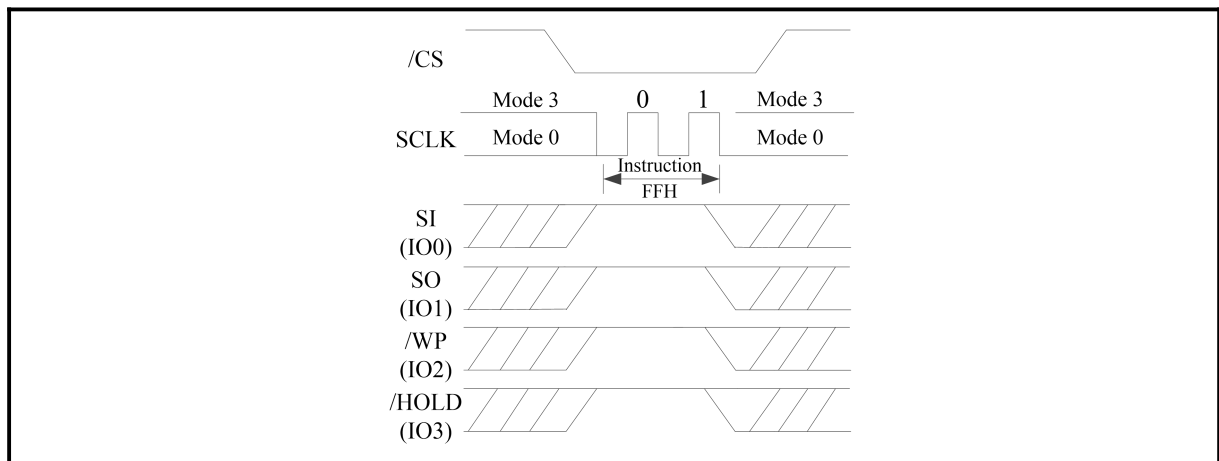 /CS
Mode 3 0 1 Mode 3
SCLK Mode 0 Mode 0
Instruction
FFH
SI
(IO0)
SO
(IO1)
/WP
(IO2)
/HOLD
(IO3)